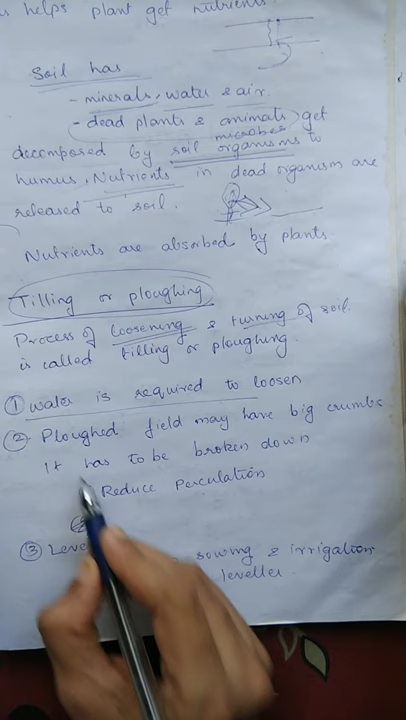 helps plant get nutrients
Soil has
- minerals, water & air.
- dead plants & animals get
microbes
decomposed by soil organisms to
humus, Nutrients in dead organism are
released to soil.
Nutrients are absorbed by plants
Tilling or ploughing
Process of loosening & turning of soil
is called tilling or ploughing.
① Water is required to loosen
② Ploughed field may have big crumbs
It has to be broken down
Reduce Perculation
③ Leve sowing & irrigation
leveller.